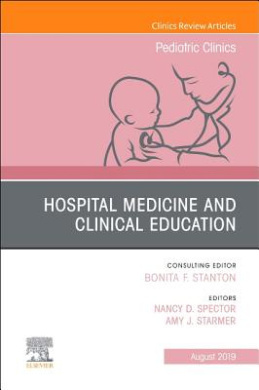 Clinics Review Articles
Pediatric Clinics
HOSPITAL MEDICINE AND
CLINICAL EDUCATION
CONSULTING EDITOR
BONITA F. STANTON
EDITORS
NANCY D. SPECTOR
AMY J. STARMER
ELSEVIER
August 2019